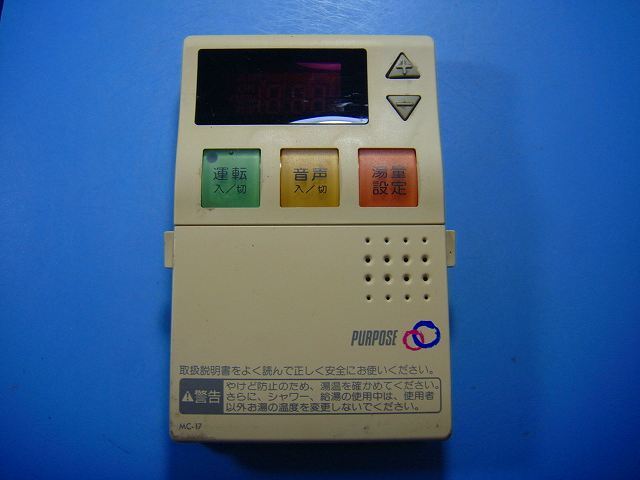 運転
入/切
音声
入/切
湯量
設定
PURPOSE
取扱説明書をよく読んで正しく安全にお使いください。
警告
やけど防止のため、湯温を確かめてください。
さらに、シャワー、給湯の使用中は、使用者
以外お湯の温度を変更しないでください。
MC-17